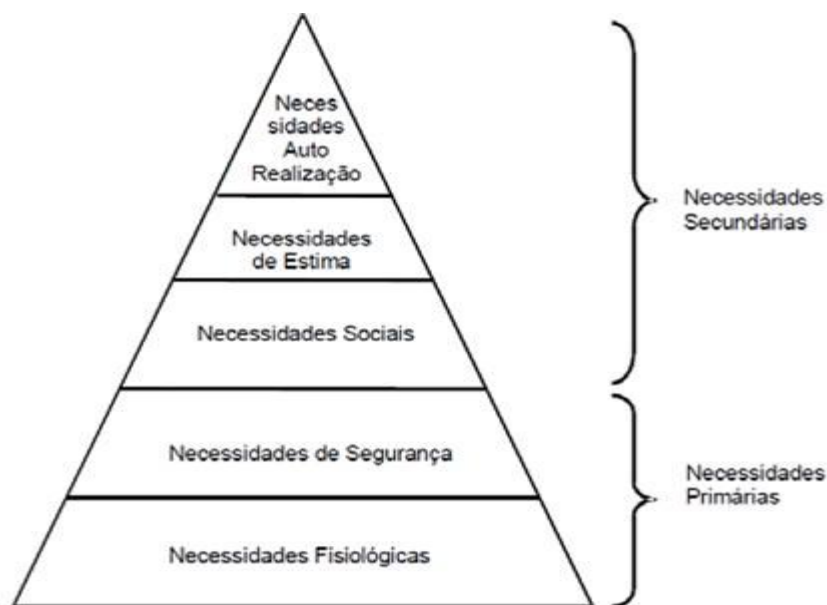 Neces
sidades
Auto
Realização
Necessidades
de Estima
Necessidades Sociais
Necessidades de Segurança
Necessidades Fisiológicas
Necessidades
Secundárias
Necessidades
Primárias